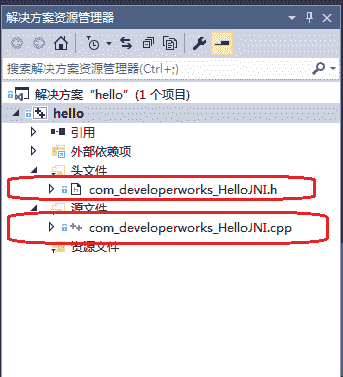 解决方案资源管理器
搜索解决方案资源管理器(Ctrl+;)
解决方案"hello"(1 个项目)
hello
引用
外部依赖项
头文件
com_developerworks_HelloJNI.h
源文件
com_developerworks_HelloJNI.cpp
资源文件